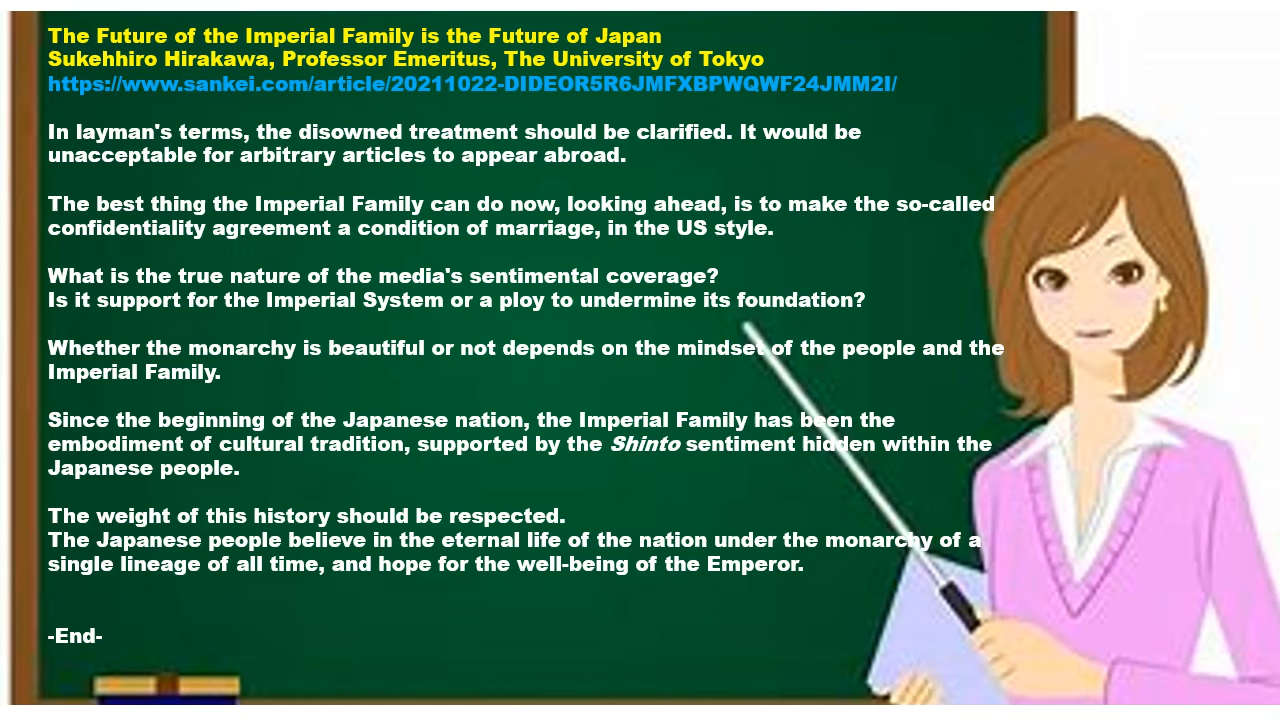 The Future of the Imperial Family is the Future of Japan
Sukehhiro Hirakawa, Professor Emeritus, The University of Tokyo
https://www.sankei.com/article/20211022-DIDEOR5R6JMFXBPWQWF24JMM2I/
In layman's terms, the disowned treatment should be clarified. It would be
unacceptable for arbitrary articles to appear abroad.
The best thing the Imperial Family can do now, looking ahead, is to make the so-called
confidentiality agreement a condition of marriage, in the US style.
What is the true nature of the media's sentimental coverage?
Is it support for the Imperial System or a ploy to undermine its foundation?
Whether the monarchy is beautiful or not depends on the mindset of the people and the
Imperial Family.
Since the beginning of the Japanese nation, the Imperial Family has been the
embodiment of cultural tradition, supported by the Shinto sentiment hidden within the
Japanese people.
The weight of this history should be respected.
The Japanese people believe in the eternal life of the nation under the monarchy of a
single lineage of all time, and hope for the well-being of the Emperor.
-End-